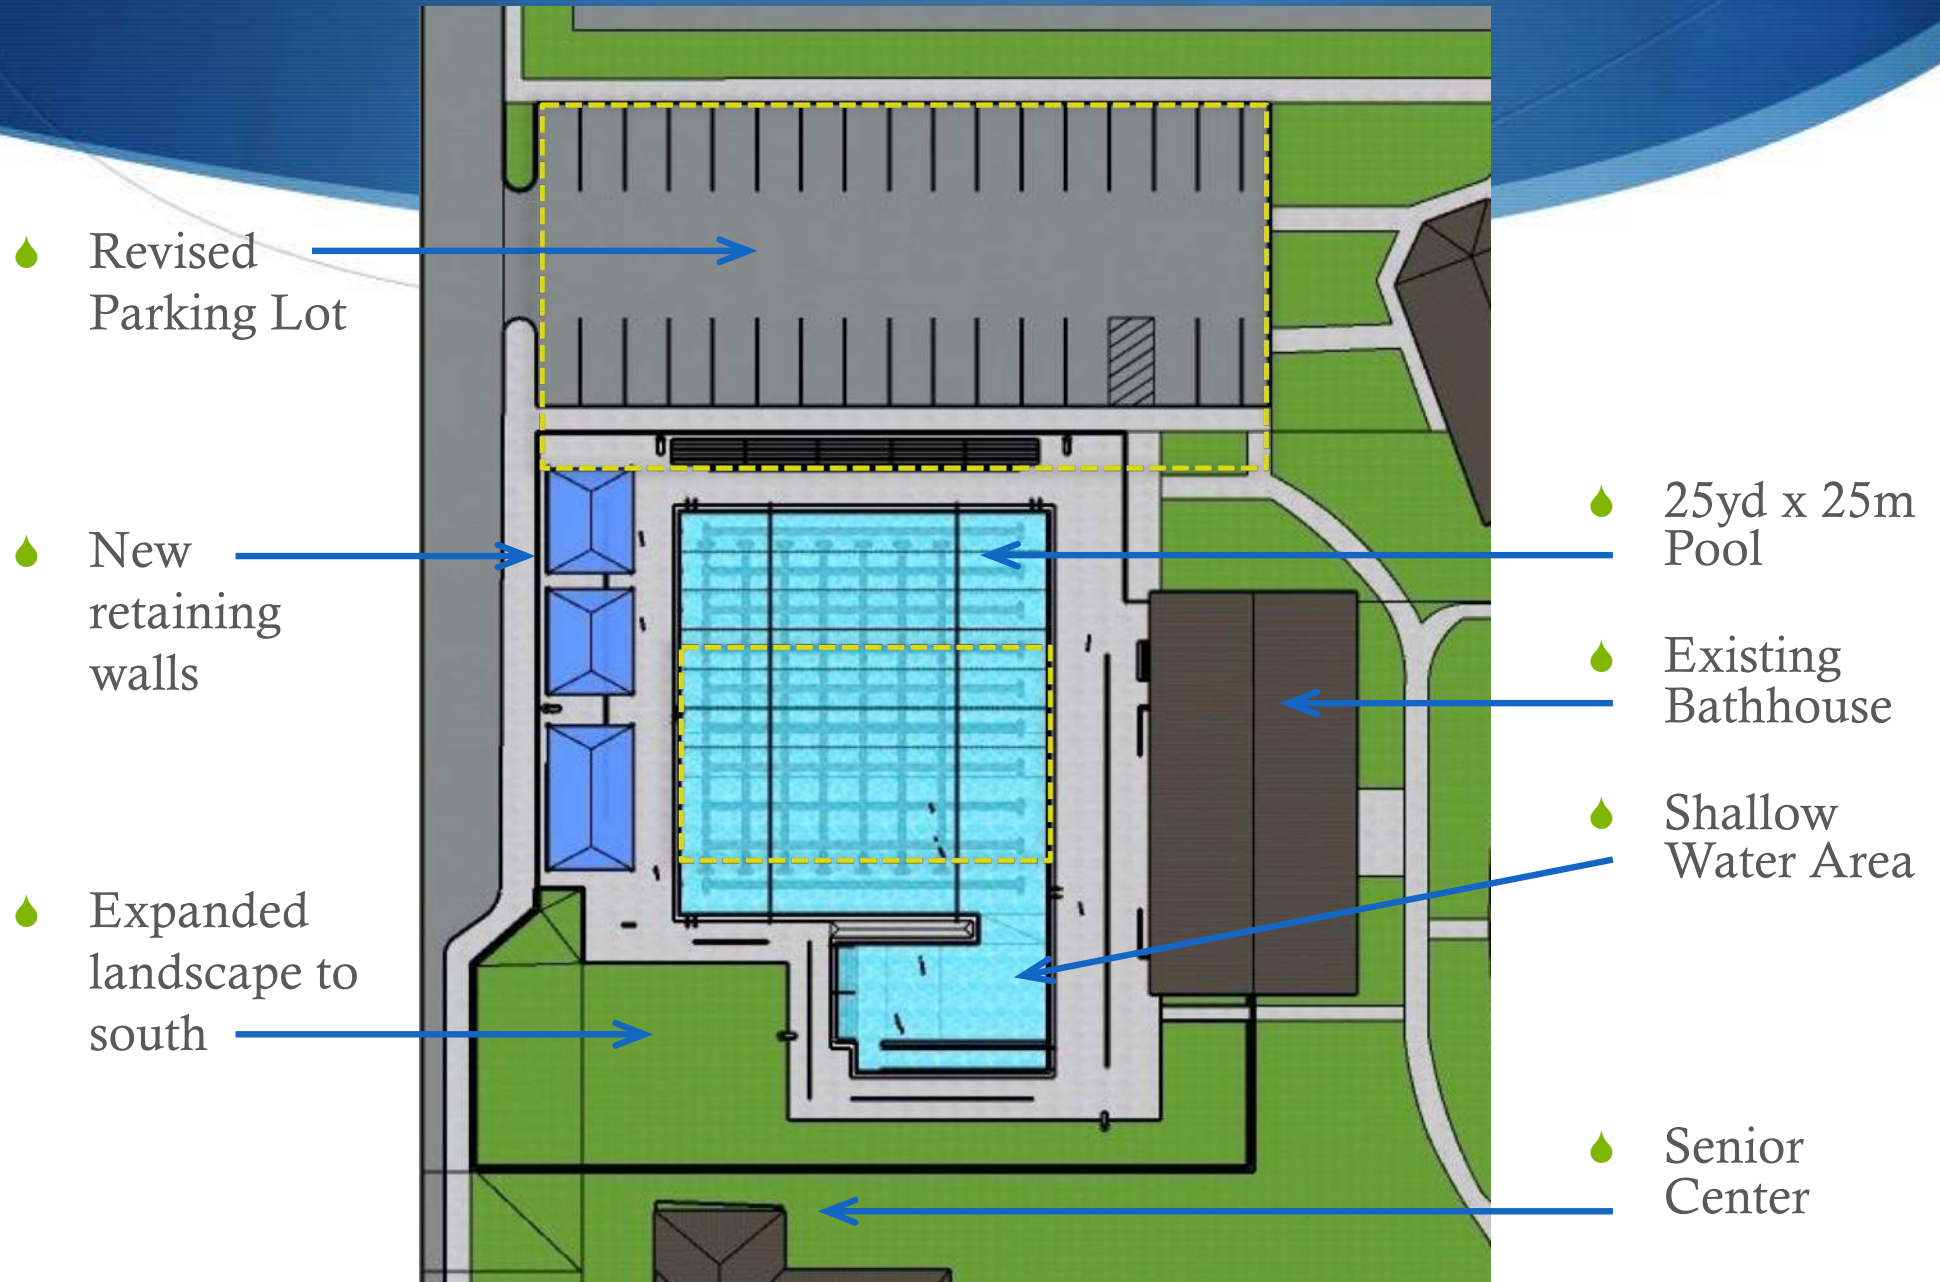 Revised
Parking Lot
New
retaining
walls
Expanded
landscape to
south
25yd x 25m
Pool
Existing
Bathhouse
Shallow
Water Area
Senior
Center